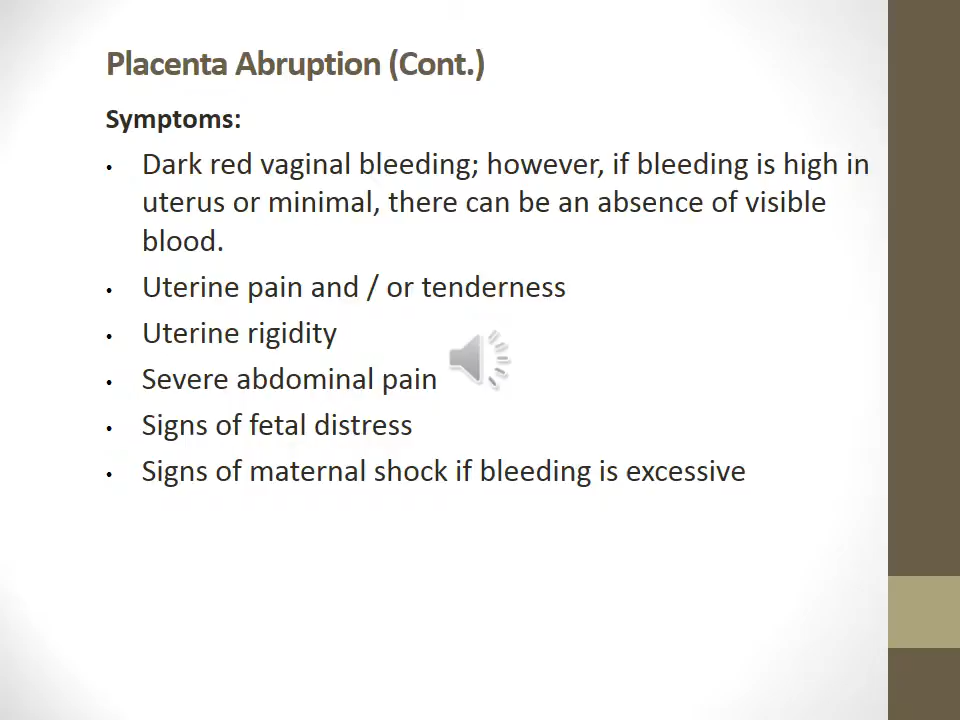 Placenta Abruption (Cont.)
Symptoms:
• Dark red vaginal bleeding; however, if bleeding is high in
uterus or minimal, there can be an absence of visible
blood.
• Uterine pain and / or tenderness
• Uterine rigidity
• Severe abdominal pain
• Signs of fetal distress
• Signs of maternal shock if bleeding is excessive